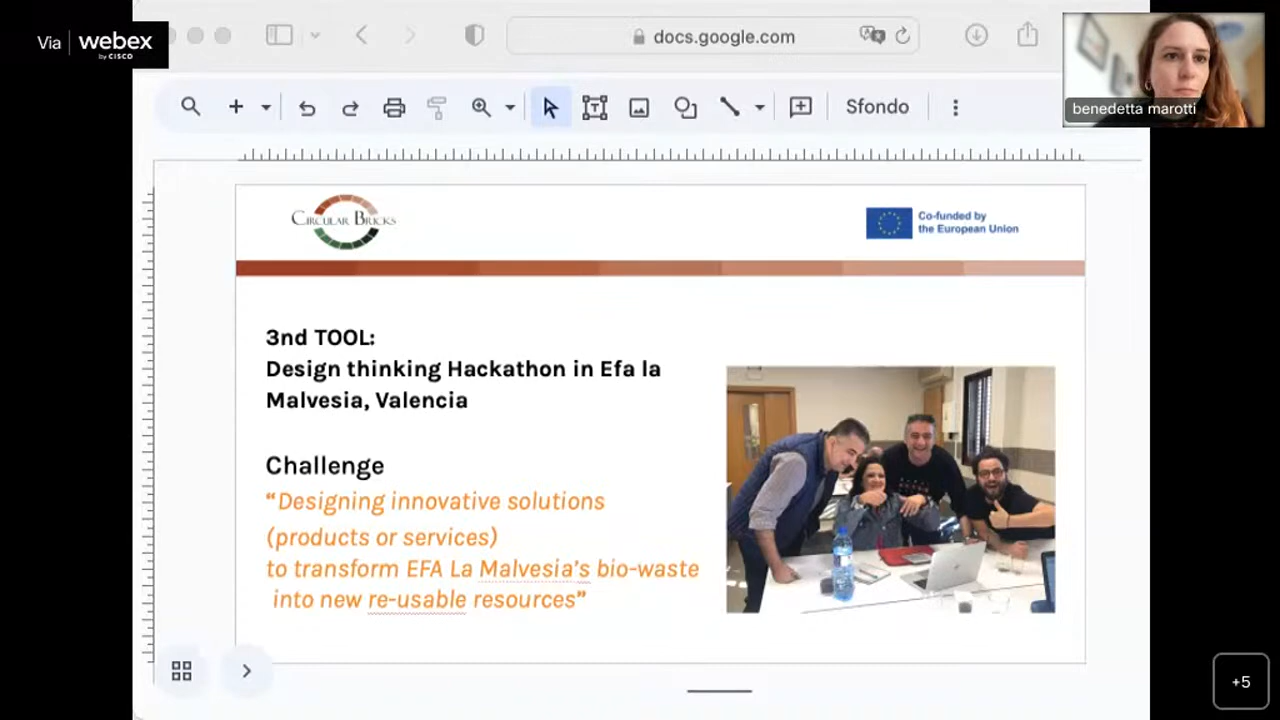 Via webex
by CISCO
docs.google.com
benedetta marotti
Sfondo
CIRCULAR BRICKS
Co-funded by
the European Union
3nd TOOL:
Design thinking Hackathon in Efa la
Malvesia, Valencia
Challenge
“Designing innovative solutions
(products or services)
to transform EFA La Malvesia’s bio-waste
into new re-usable resources”
+5